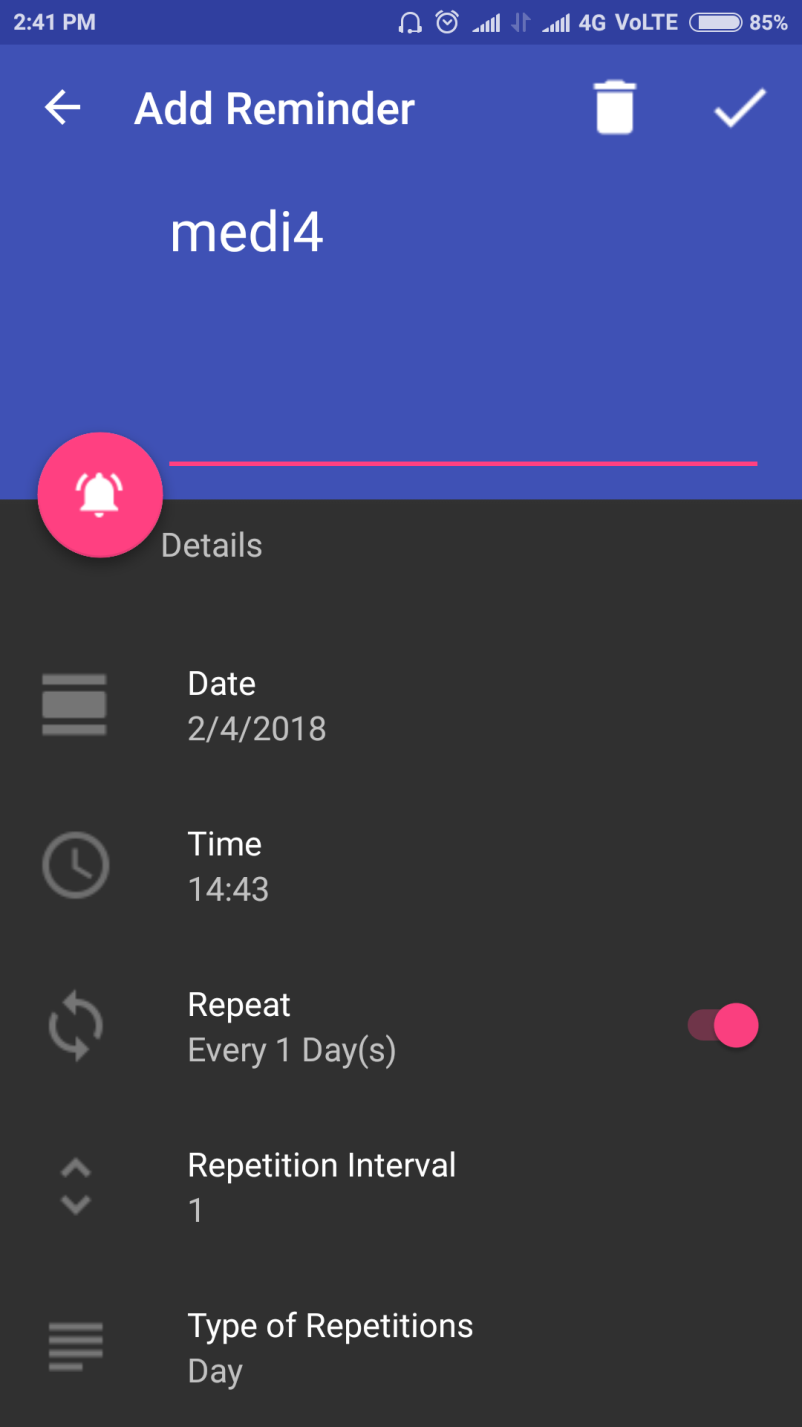 2:41 PM 4G VoLTE 85%
Add Reminder
medi4
Details
Date
2/4/2018
Time
14:43
Repeat
Every 1 Day(s)
Repetition Interval
1
Type of Repetitions
Day